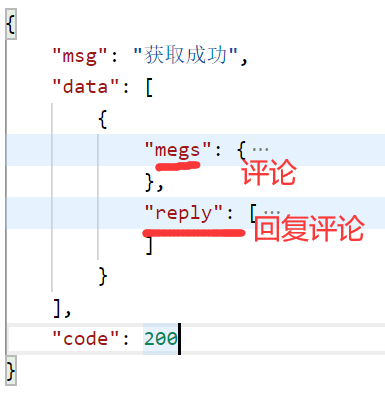 {
"msg": "获取成功",
"data": [
{
"megs": {…
评论
},
"reply": […
回复评论
]
}
],
"code": 200
}